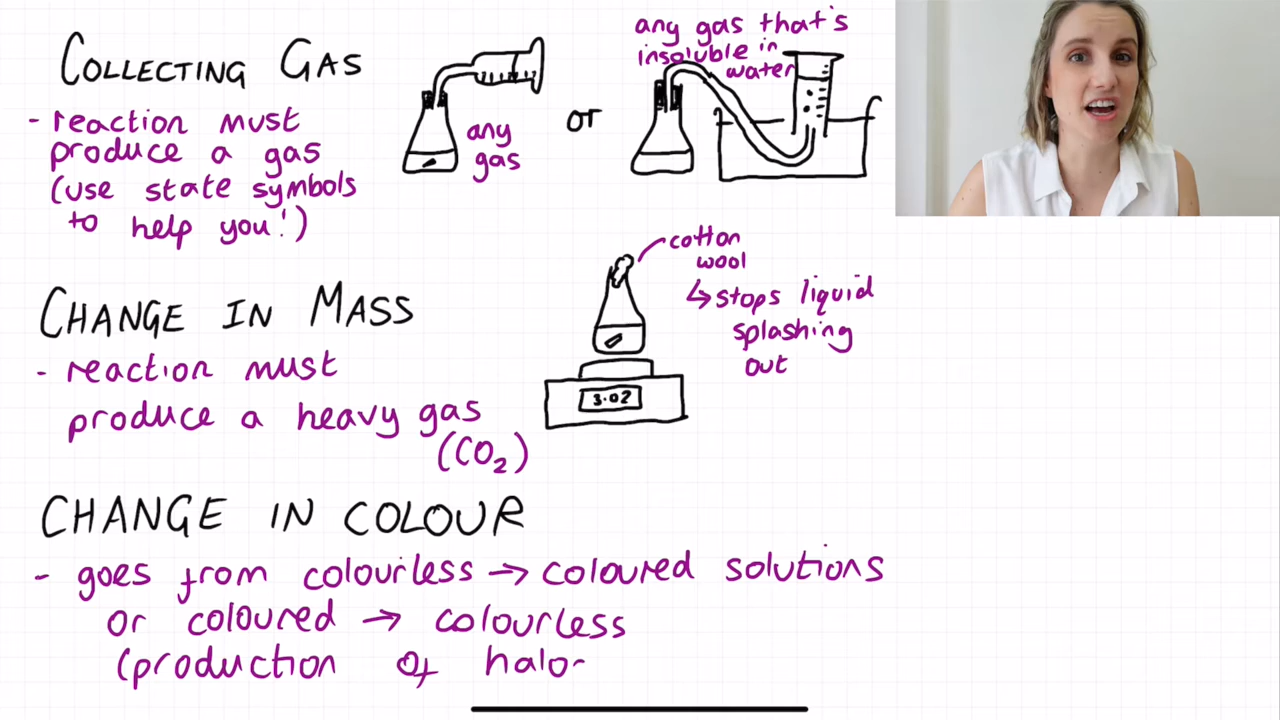 COLLECTING GAS
- reaction must
produce a gas
(use state symbols
to help you!)
any
gas
or
any gas that's
insoluble in
water
CHANGE IN MASS
- reaction must
produce a heavy gas
(CO₂)
3.02
cotton
wool
↳ stops liquid
splashing
out
CHANGE IN COLOUR
- goes from colourless → coloured solutions
or coloured → colourless
(production of halo